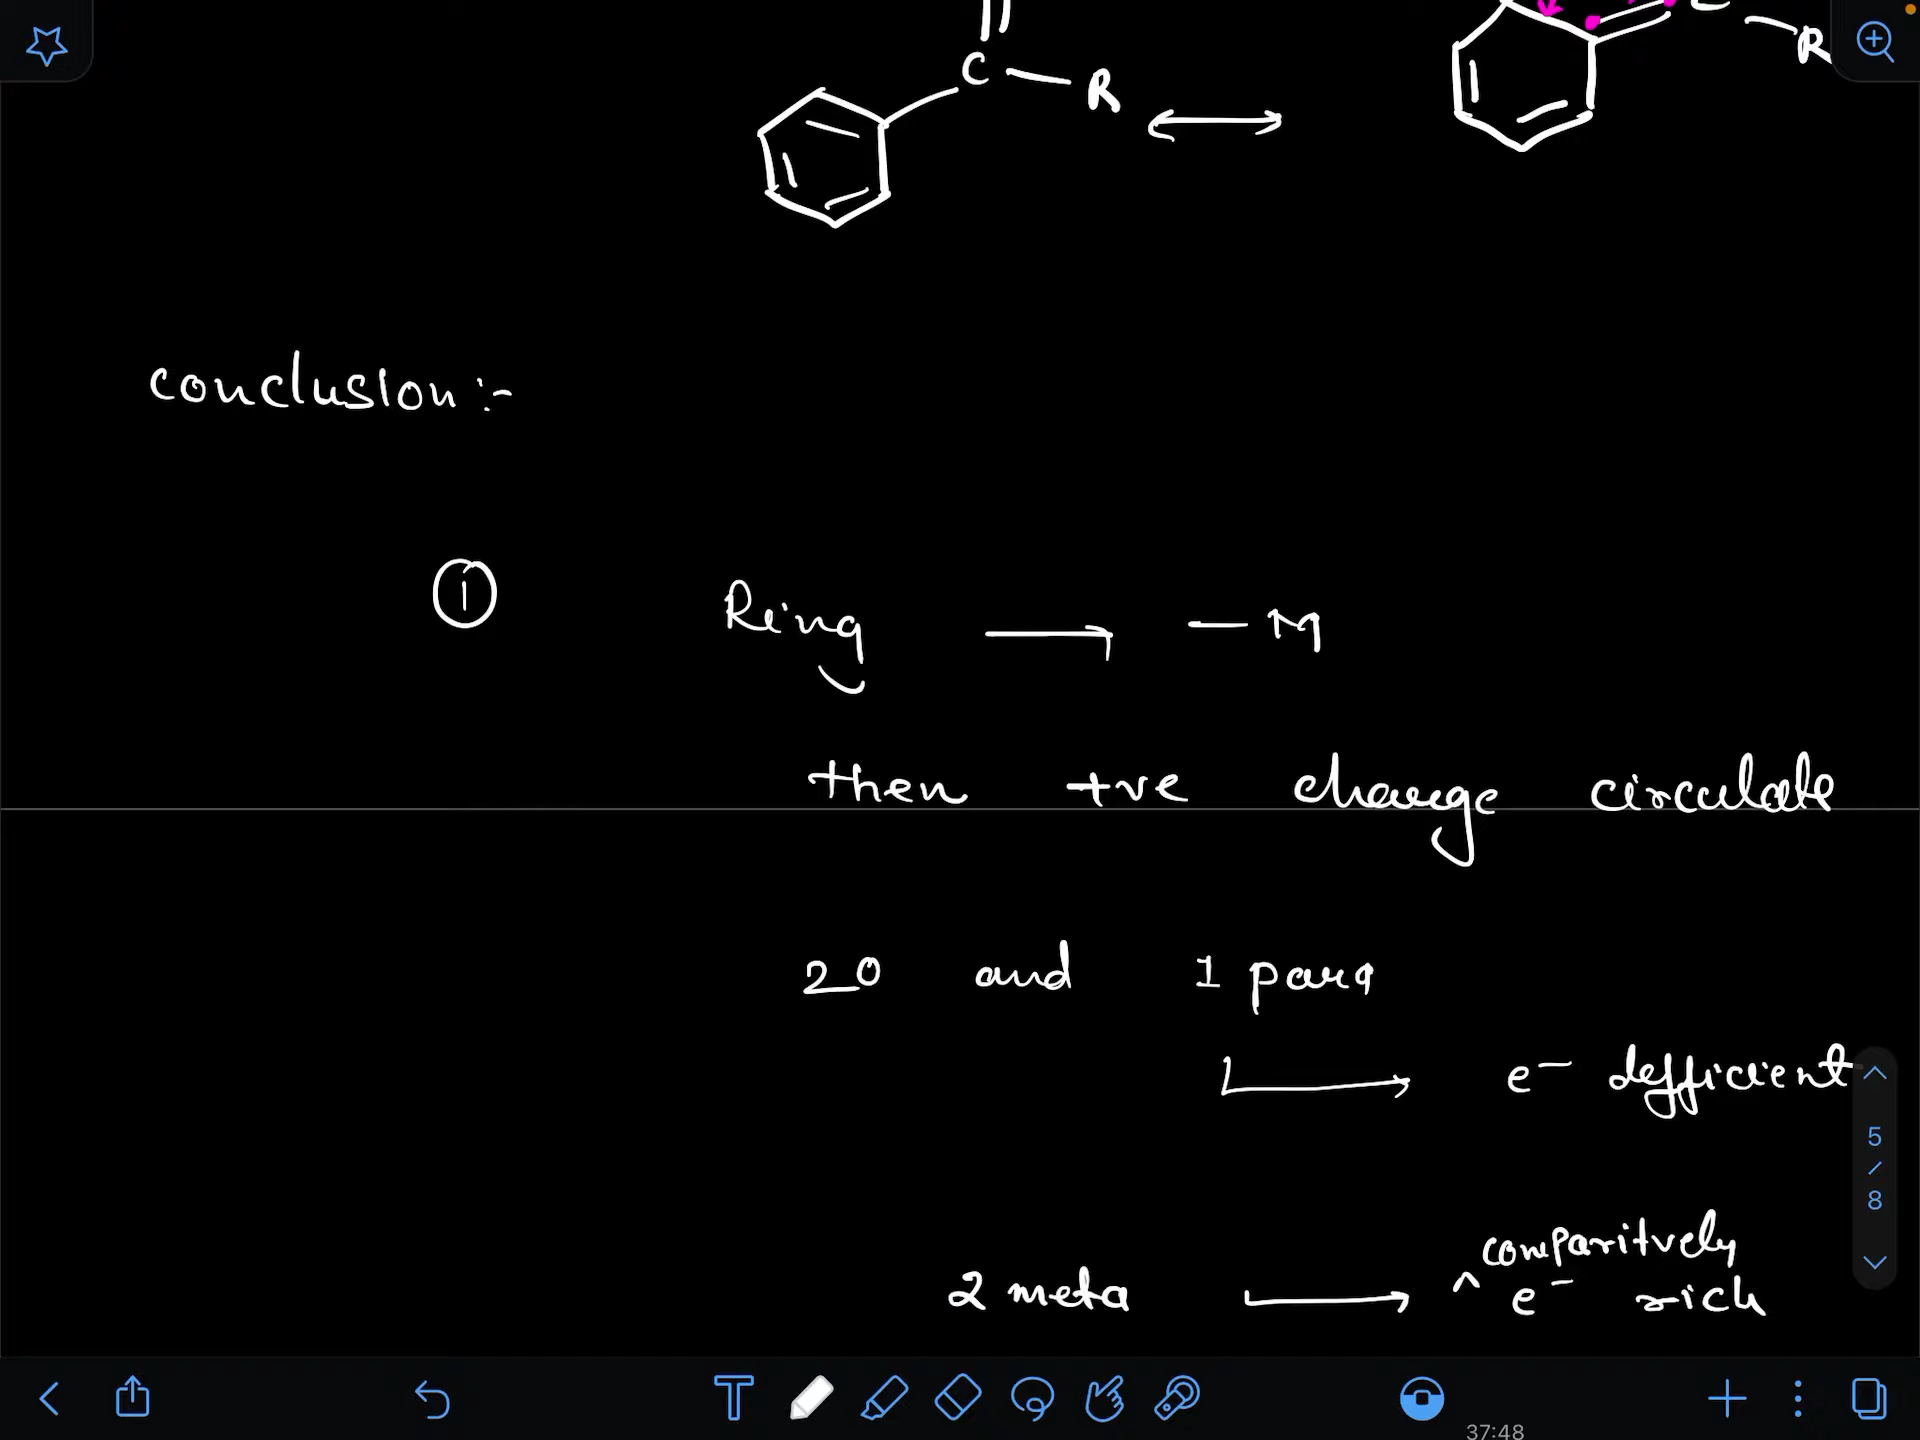 C
C — R
R
conclusion :-
1 Ring → - M
then +ve charge circulate
20 and 1 para
e⁻ defficient
5
/
8
comparitvely
2 meta → ^ e⁻ rich
T
37:48